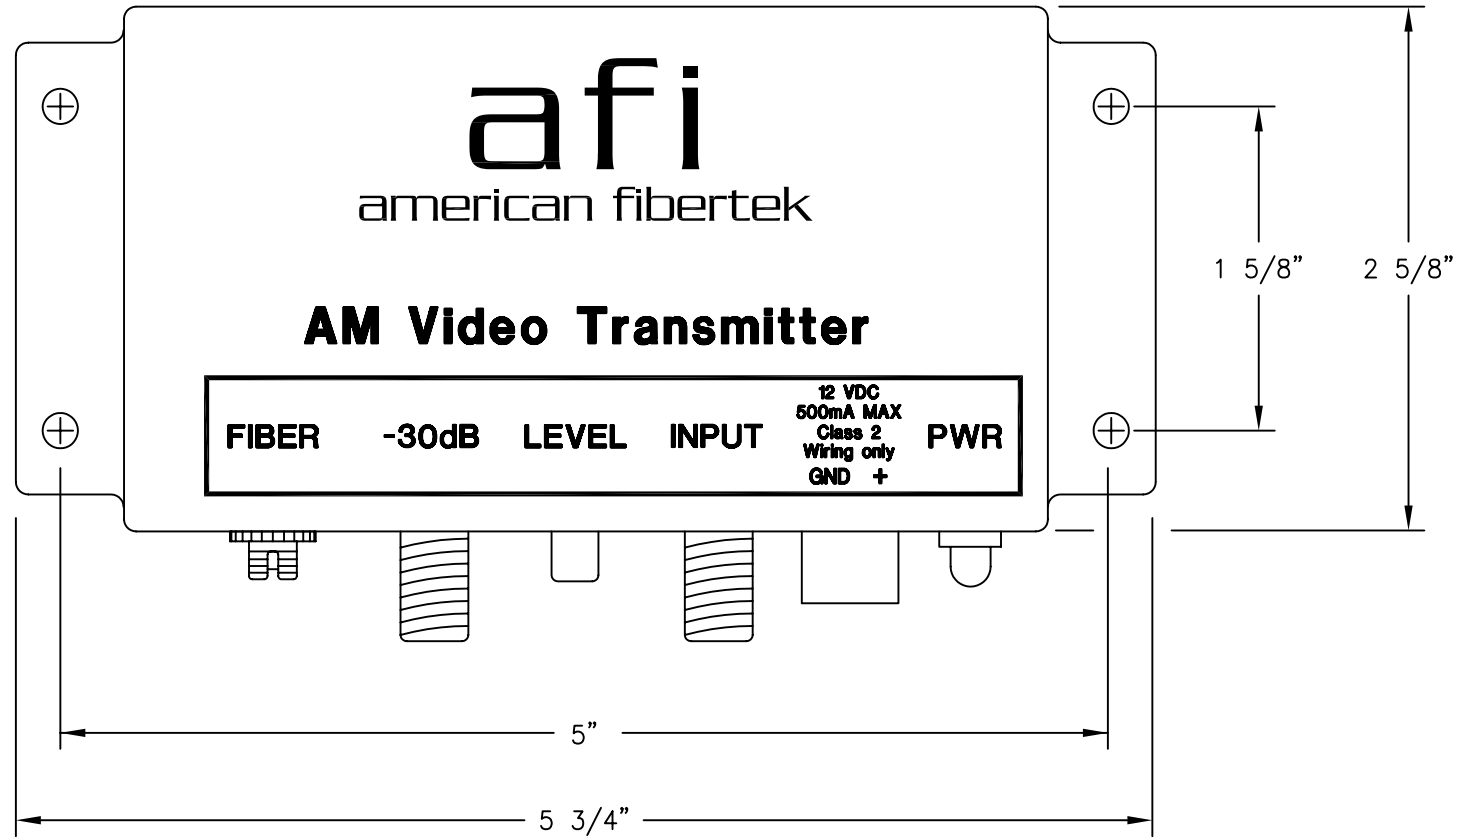 afi
american fibertek
1 5/8”
2 5/8”
AM Video Transmitter
FIBER
-30dB
LEVEL
INPUT
12 VDC
500mA MAX
Class 2
Wiring only
GND +
PWR
5”
5 3/4”